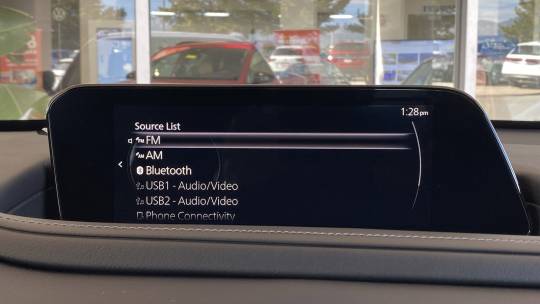 1:28pm
Source List
FM
AM
Bluetooth
USB1 - Audio/Video
USB2 - Audio/Video
Phone Connectivity